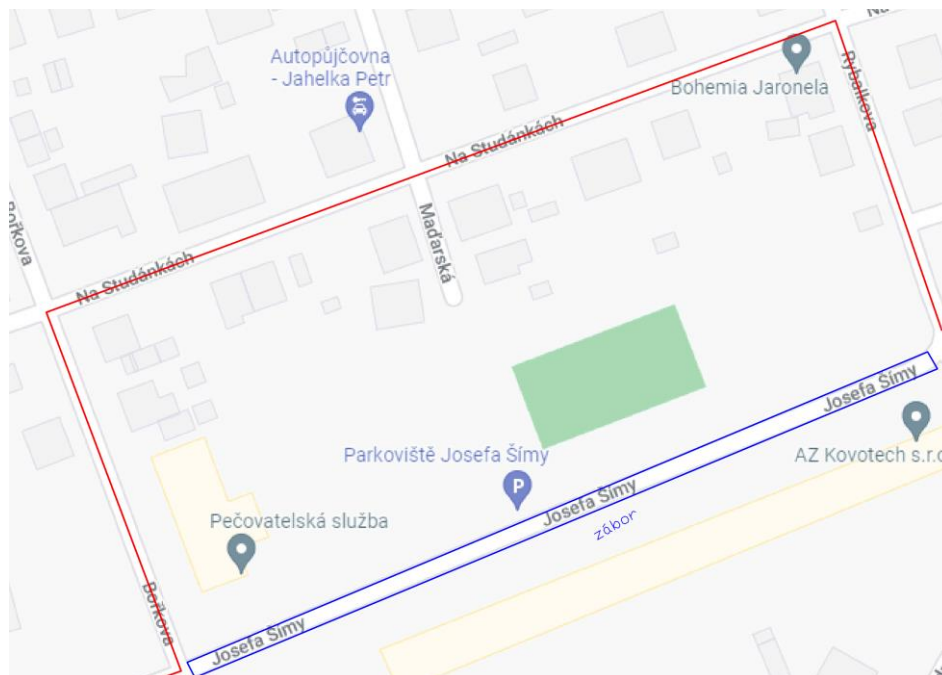 Na
Autopůjčovna
- Jahelka Petr
Bohemia Jaronela
Rybalkova
Na Studánkách
Bořkova
Maďarská
Na Studánkách
Josefa Šímy
Parkoviště Josefa Šímy
AZ Kovotech s.r.o
P
Josefa Šímy
zábor
Pečovatelská služba
Bořkova
Josefa Šímy